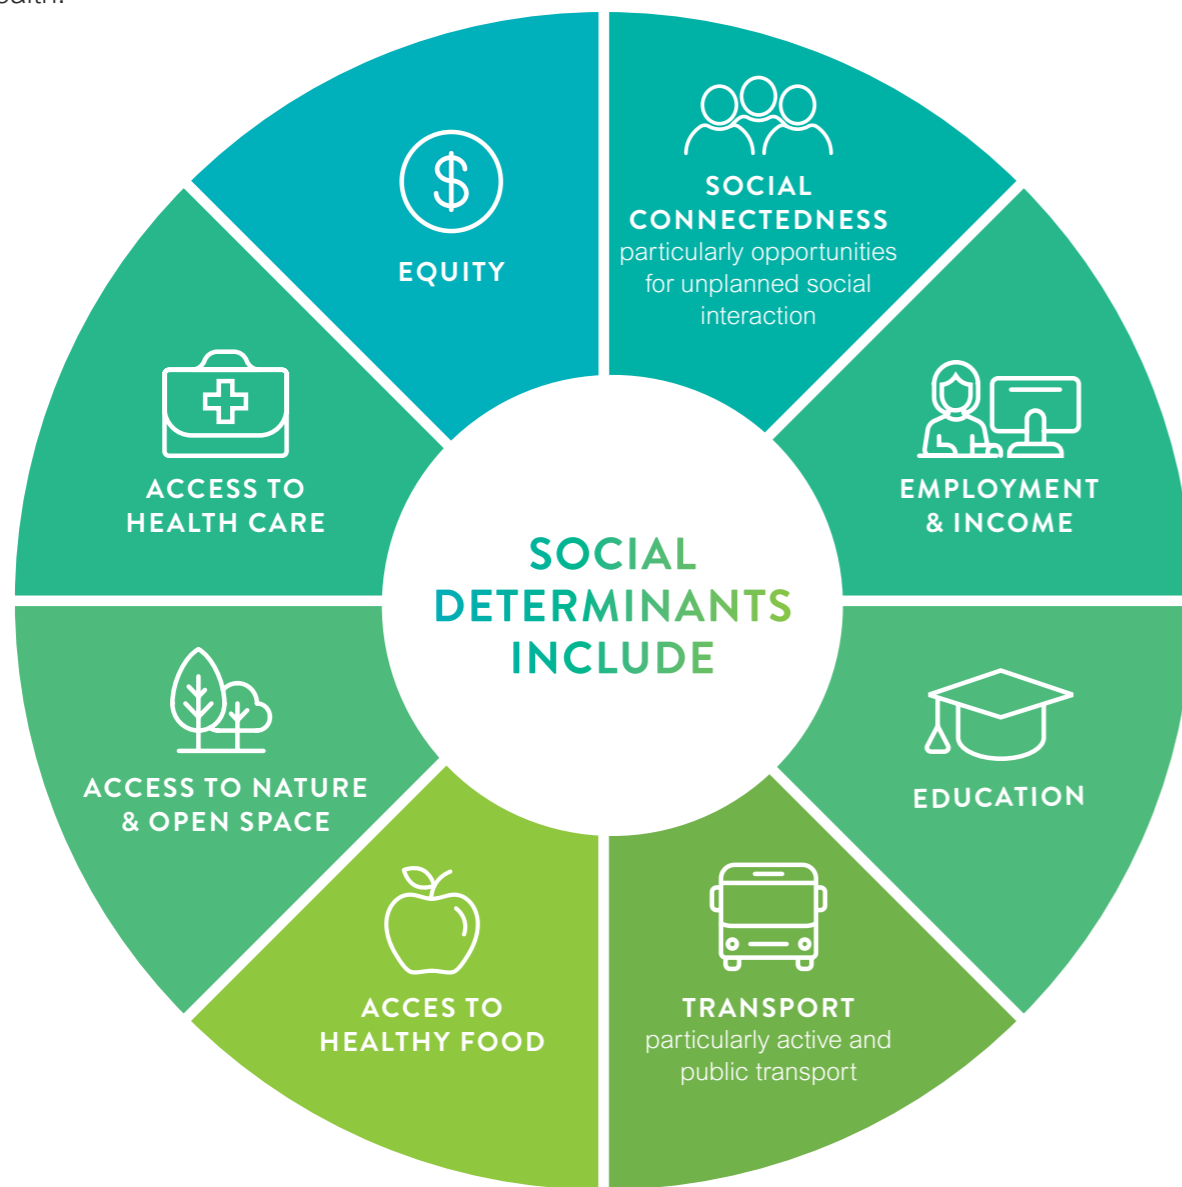 SOCIAL
DETERMINANTS
INCLUDE
SOCIAL
CONNECTEDNESS
particularly opportunities
for unplanned social
interaction
EMPLOYMENT
& INCOME
EDUCATION
TRANSPORT
particularly active and
public transport
ACCES TO
HEALTHY FOOD
ACCESS TO NATURE
& OPEN SPACE
ACCESS TO
HEALTH CARE
$
EQUITY